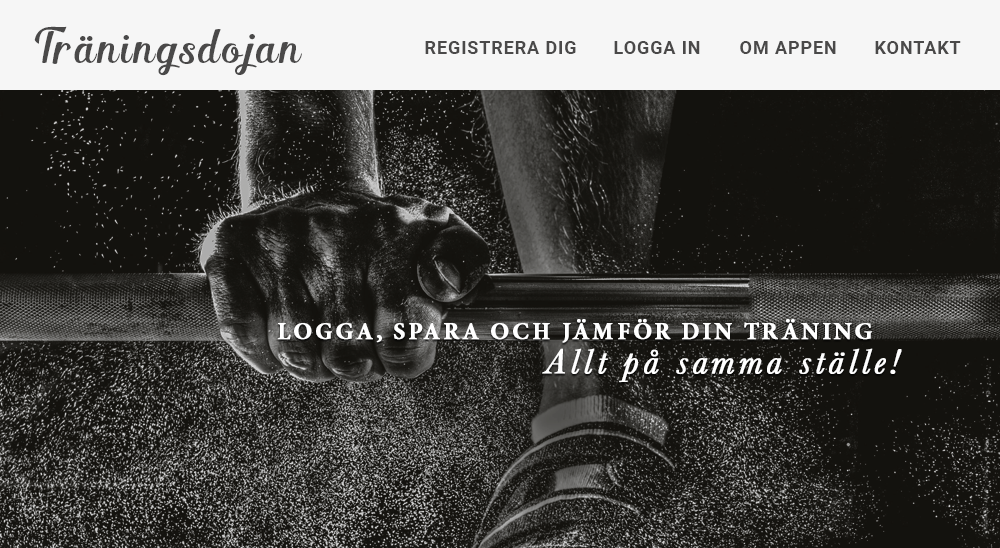 Träningsdojan
REGISTRERA DIG LOGGA IN OM APPEN KONTAKT
LOGGA, SPARA OCH JÄMFÖR DIN TRÄNING
Allt på samma ställe!